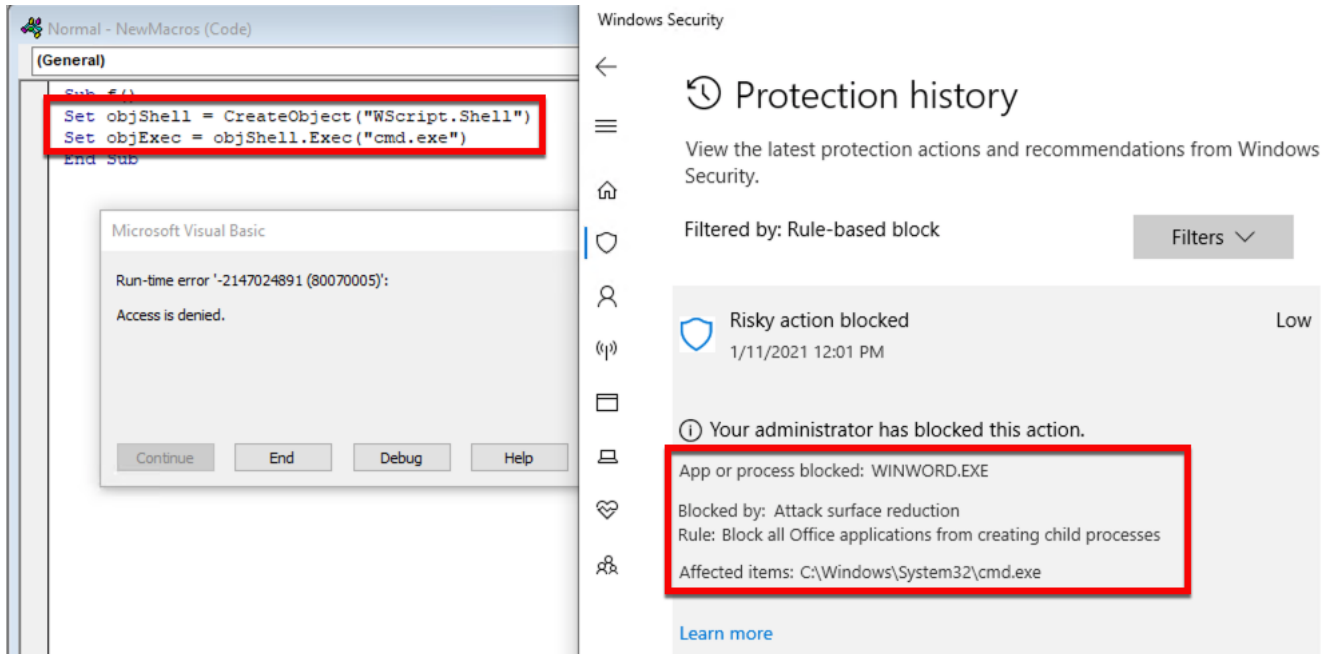 Normal - NewMacros (Code)
(General)
Sub f()
Set objShell = CreateObject("WScript.Shell")
Set objExec = objShell.Exec("cmd.exe")
End Sub
Microsoft Visual Basic
Run-time error '-2147024891 (80070005)':
Access is denied.
Continue
End
Debug
Help
Windows Security
Protection history
View the latest protection actions and recommendations from Windows
Security.
Filtered by: Rule-based block
Filters
Risky action blocked
Low
1/11/2021 12:01 PM
Your administrator has blocked this action.
App or process blocked: WINWORD.EXE
Blocked by: Attack surface reduction
Rule: Block all Office applications from creating child processes
Affected items: C:\Windows\System32\cmd.exe
Learn more